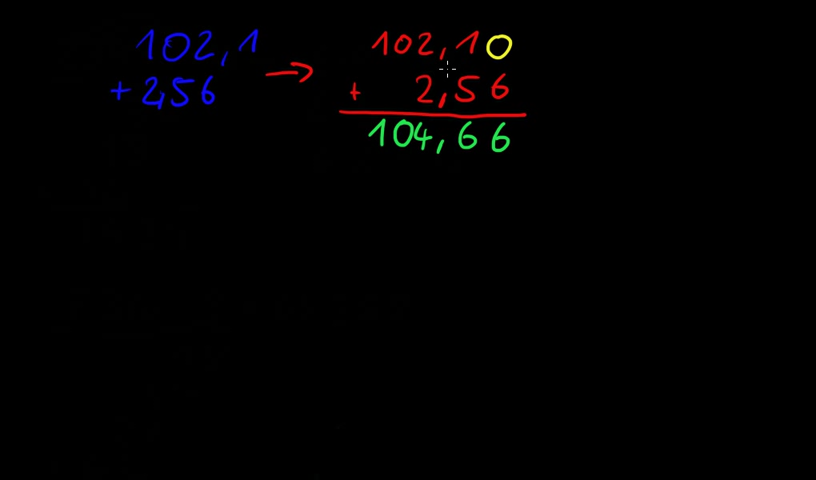 102,1 → 102,10
+ 2,56 + 2,56
104,66